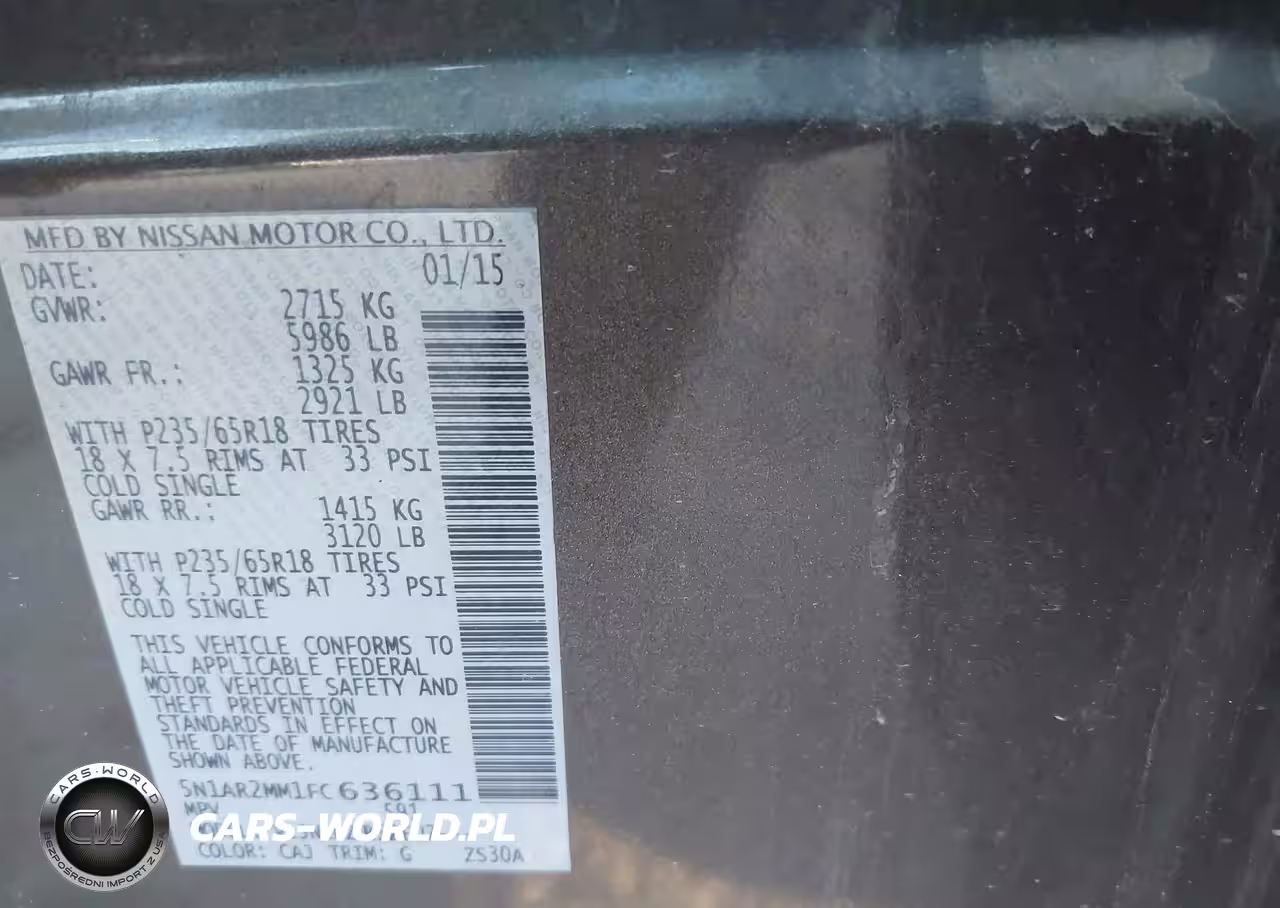 MFD BY NISSAN MOTOR CO., LTD.
DATE: 01/15
GVWR: 2715 KG
5986 LB
GAWR FR.: 1325 KG
2921 LB
WITH P235/65R18 TIRES
18 X 7.5 RIMS AT 33 PSI
COLD SINGLE
GAWR RR.: 1415 KG
3120 LB
WITH P235/65R18 TIRES
18 X 7.5 RIMS AT 33 PSI
COLD SINGLE
THIS VEHICLE CONFORMS TO
ALL APPLICABLE FEDERAL
MOTOR VEHICLE SAFETY AND
THEFT PREVENTION
STANDARDS IN EFFECT ON
THE DATE OF MANUFACTURE
SHOWN ABOVE.
5N1AR2MM1FC636111
MPV 591
COLOR: CAJ TRIM: G ZS30A
CARS-WORLD.PL
CARS-WORLD
CW
BEZPOŚREDNI IMPORT Z USA